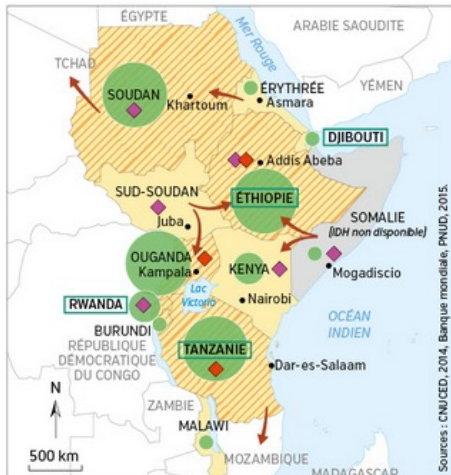 ÉGYPTE
ARABIE SAOUDITE
Mer Rouge
TCHAD
SOUDAN
Khartoum
ÉRYTHRÉE
Asmara
YÉMEN
DJIBOUTI
Addis Abeba
SUD-SOUDAN
ÉTHIOPIE
Juba
SOMALIE
(IDH non disponible)
OUGANDA
Kampala
KENYA
Mogadiscio
Lac
Victoria
Nairobi
RWANDA
OCÉAN
INDIEN
BURUNDI
RÉPUBLIQUE
DÉMOCRATIQUE
DU CONGO
TANZANIE
Dar-es-Salaam
N
ZAMBIE
MALAWI
500 km
MOZAMBIQUE
MADAGASCAR
Sources : CNUCED, 2014, Banque mondiale, PNUD, 2015.